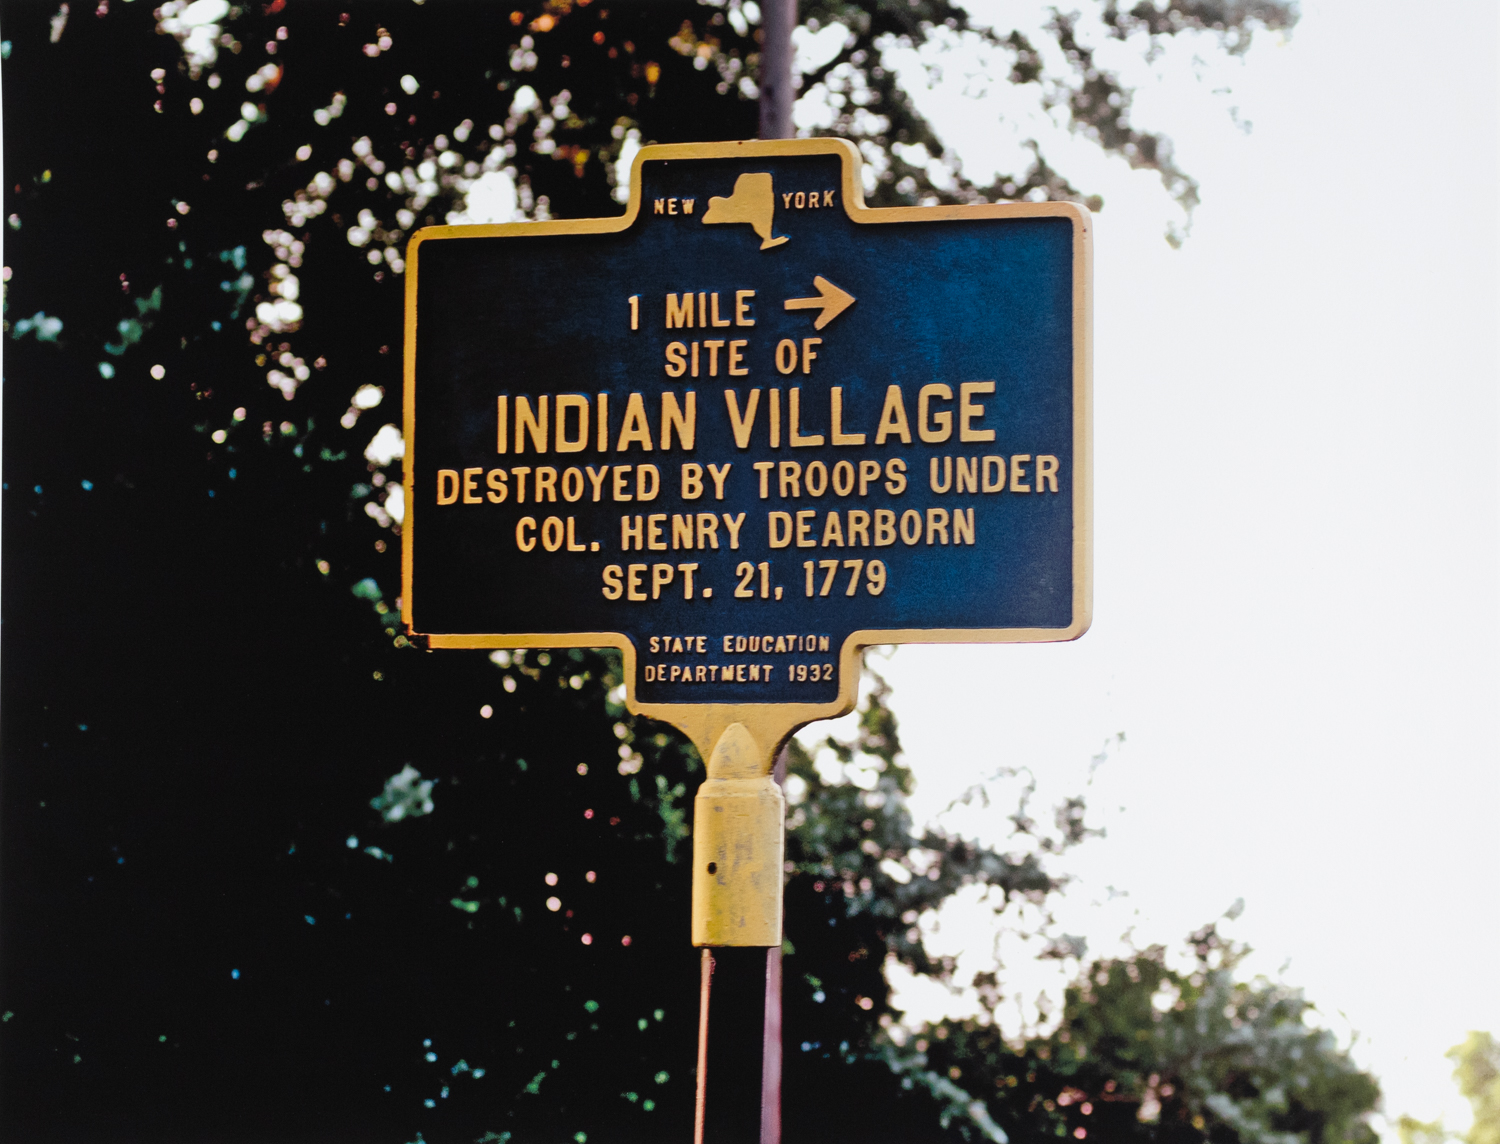 NEW YORK
1 MILE →
SITE OF
INDIAN VILLAGE
DESTROYED BY TROOPS UNDER
COL. HENRY DEARBORN
SEPT. 21, 1779
STATE EDUCATION
DEPARTMENT 1932